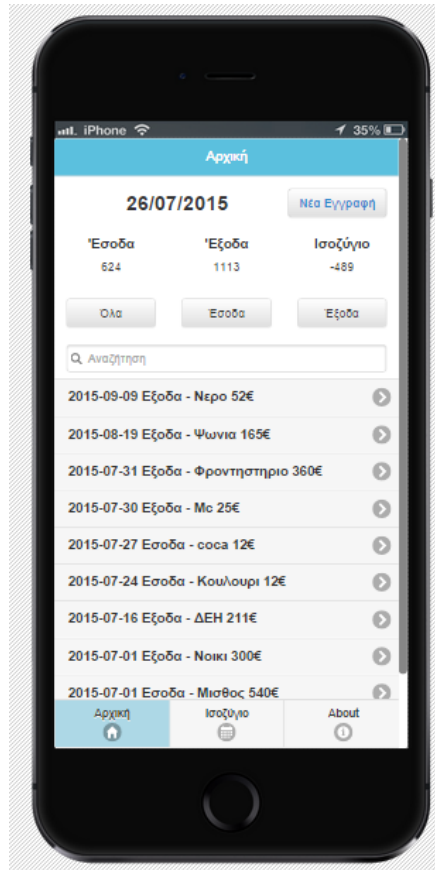 iPhone 35%
Αρχική
26/07/2015 Νέα Εγγραφή
'Εσοδα 'Εξοδα Ισοζύγιο
624 1113 -489
Όλα Έσοδα Έξοδα
Αναζήτηση
2015-09-09 Εξοδα - Νερο 52€
2015-08-19 Εξοδα - Ψωνια 165€
2015-07-31 Εξοδα - Φροντηστηριο 360€
2015-07-30 Εξοδα - Mc 25€
2015-07-27 Εσοδα - coca 12€
2015-07-24 Εσοδα - Κουλουρι 12€
2015-07-16 Εξοδα - ΔΕΗ 211€
2015-07-01 Εξοδα - Νοικι 300€
2015-07-01 Εσοδα - Μισθος 540€
Αρχική Ισοζύγιο About